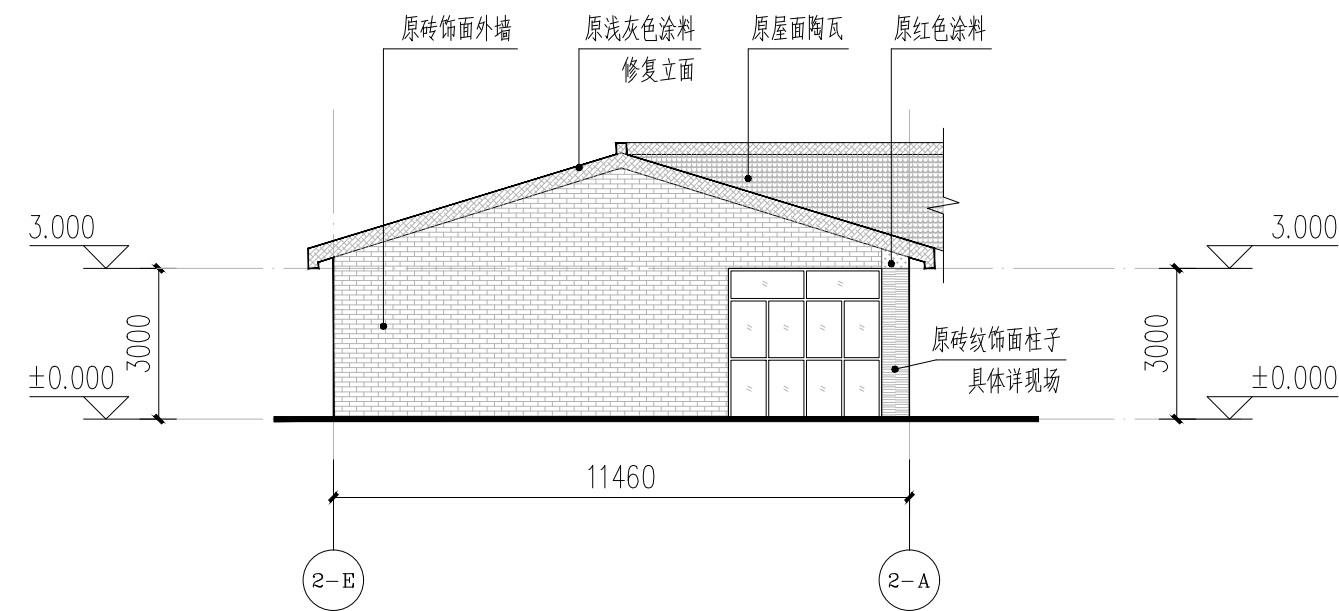 原砖饰面外墙
原浅灰色涂料
修复立面
原屋面陶瓦
原红色涂料
3.000
3.000
3000
3000
原砖纹饰面柱子
具体详现场
±0.000
±0.000
11460
2-E
2-A